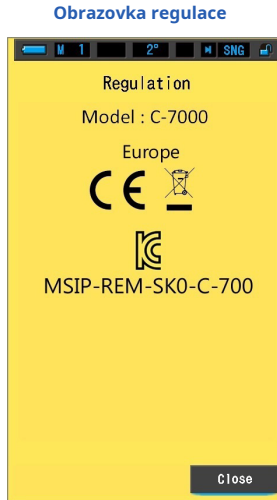 Obrazovka regulace
M 1 2° SNG
Regulation
Model : C-7000
Europe
CE
MSIP-REM-SK0-C-700
Close